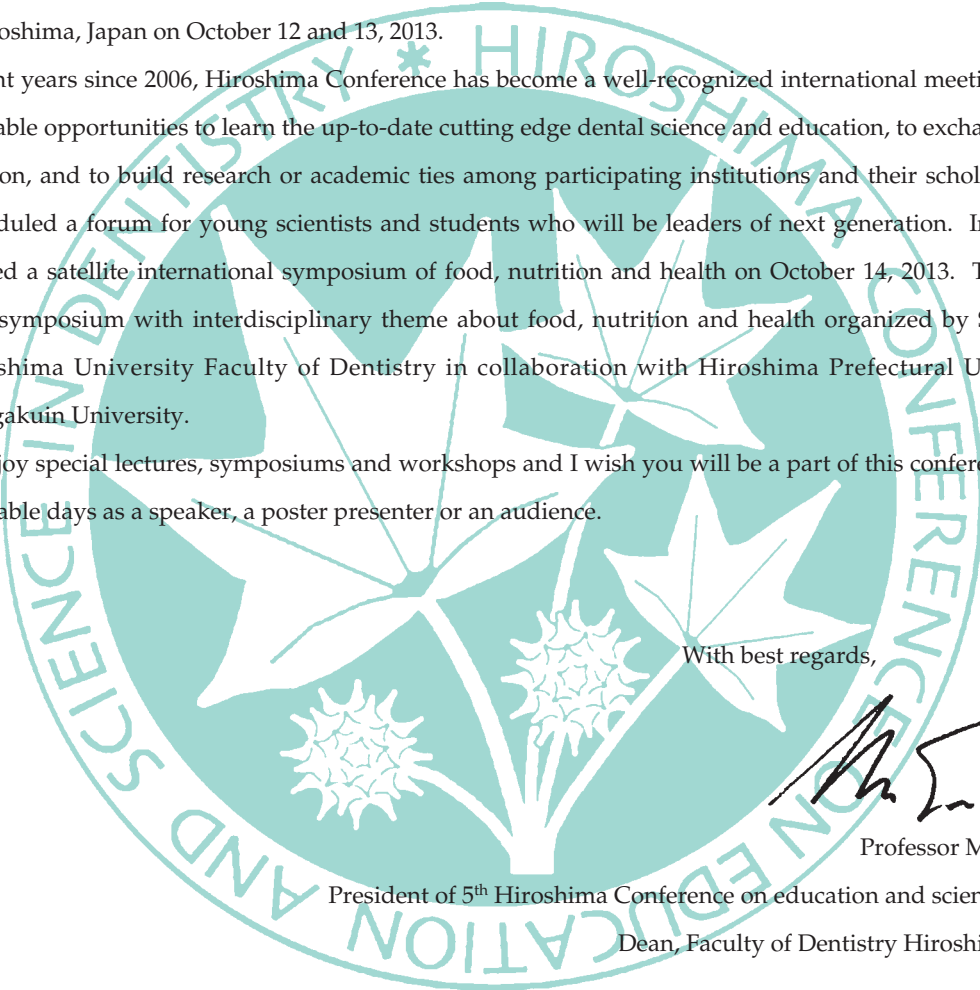 oshima, Japan on October 12 and 13, 2013.
nt years since 2006, Hiroshima Conference has become a well-recognized international meeti
able opportunities to learn the up-to-date cutting edge dental science and education, to excha
on, and to build research or academic ties among participating institutions and their schol
duled a forum for young scientists and students who will be leaders of next generation. In
ed a satellite international symposium of food, nutrition and health on October 14, 2013. T
symposium with interdisciplinary theme about food, nutrition and health organized by S
shima University Faculty of Dentistry in collaboration with Hiroshima Prefectural U
gakuin University.
joy special lectures, symposiums and workshops and I wish you will be a part of this confere
able days as a speaker, a poster presenter or an audience.
With best regards,
Professor M
President of 5th Hiroshima Conference on education and scien
Dean, Faculty of Dentistry Hiroshi
HIROSHIMA CONFERENCE ON EDUCATION AND SCIENCE IN DENTISTRY *